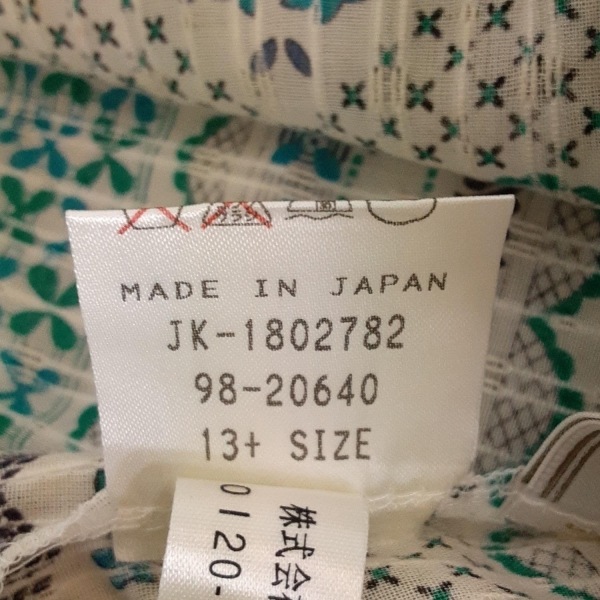 MADE IN JAPAN
JK-1802782
98-20640
13+ SIZE
株式会
0120-